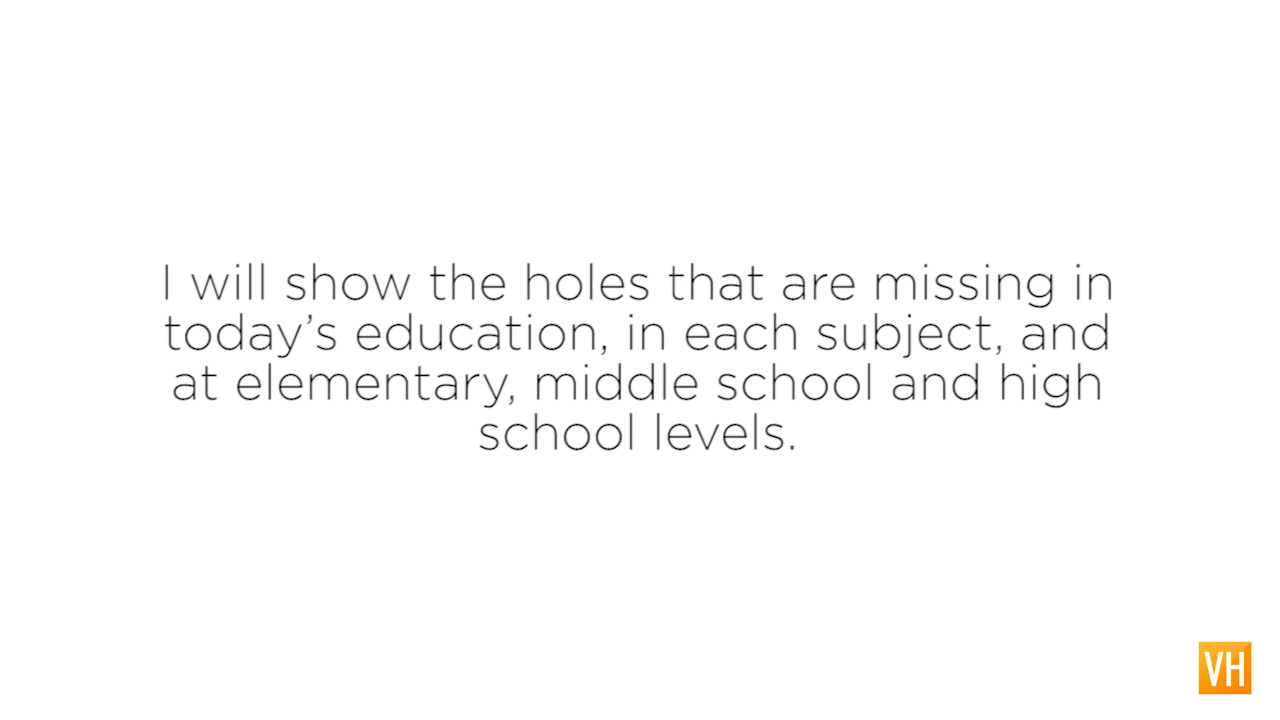 I will show the holes that are missing in
today’s education, in each subject, and
at elementary, middle school and high
school levels.
VH